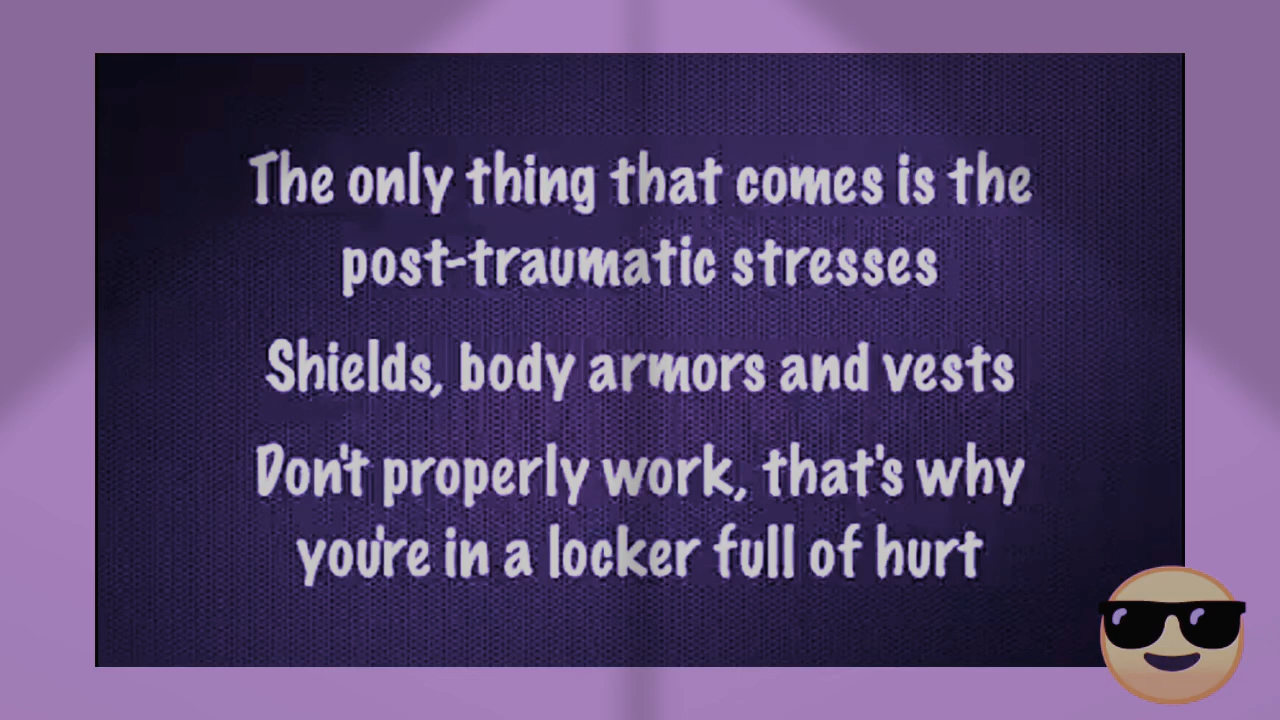 The only thing that comes is the
post-traumatic stresses
Shields, body armors and vests
Don't properly work, that's why
you're in a locker full of hurt